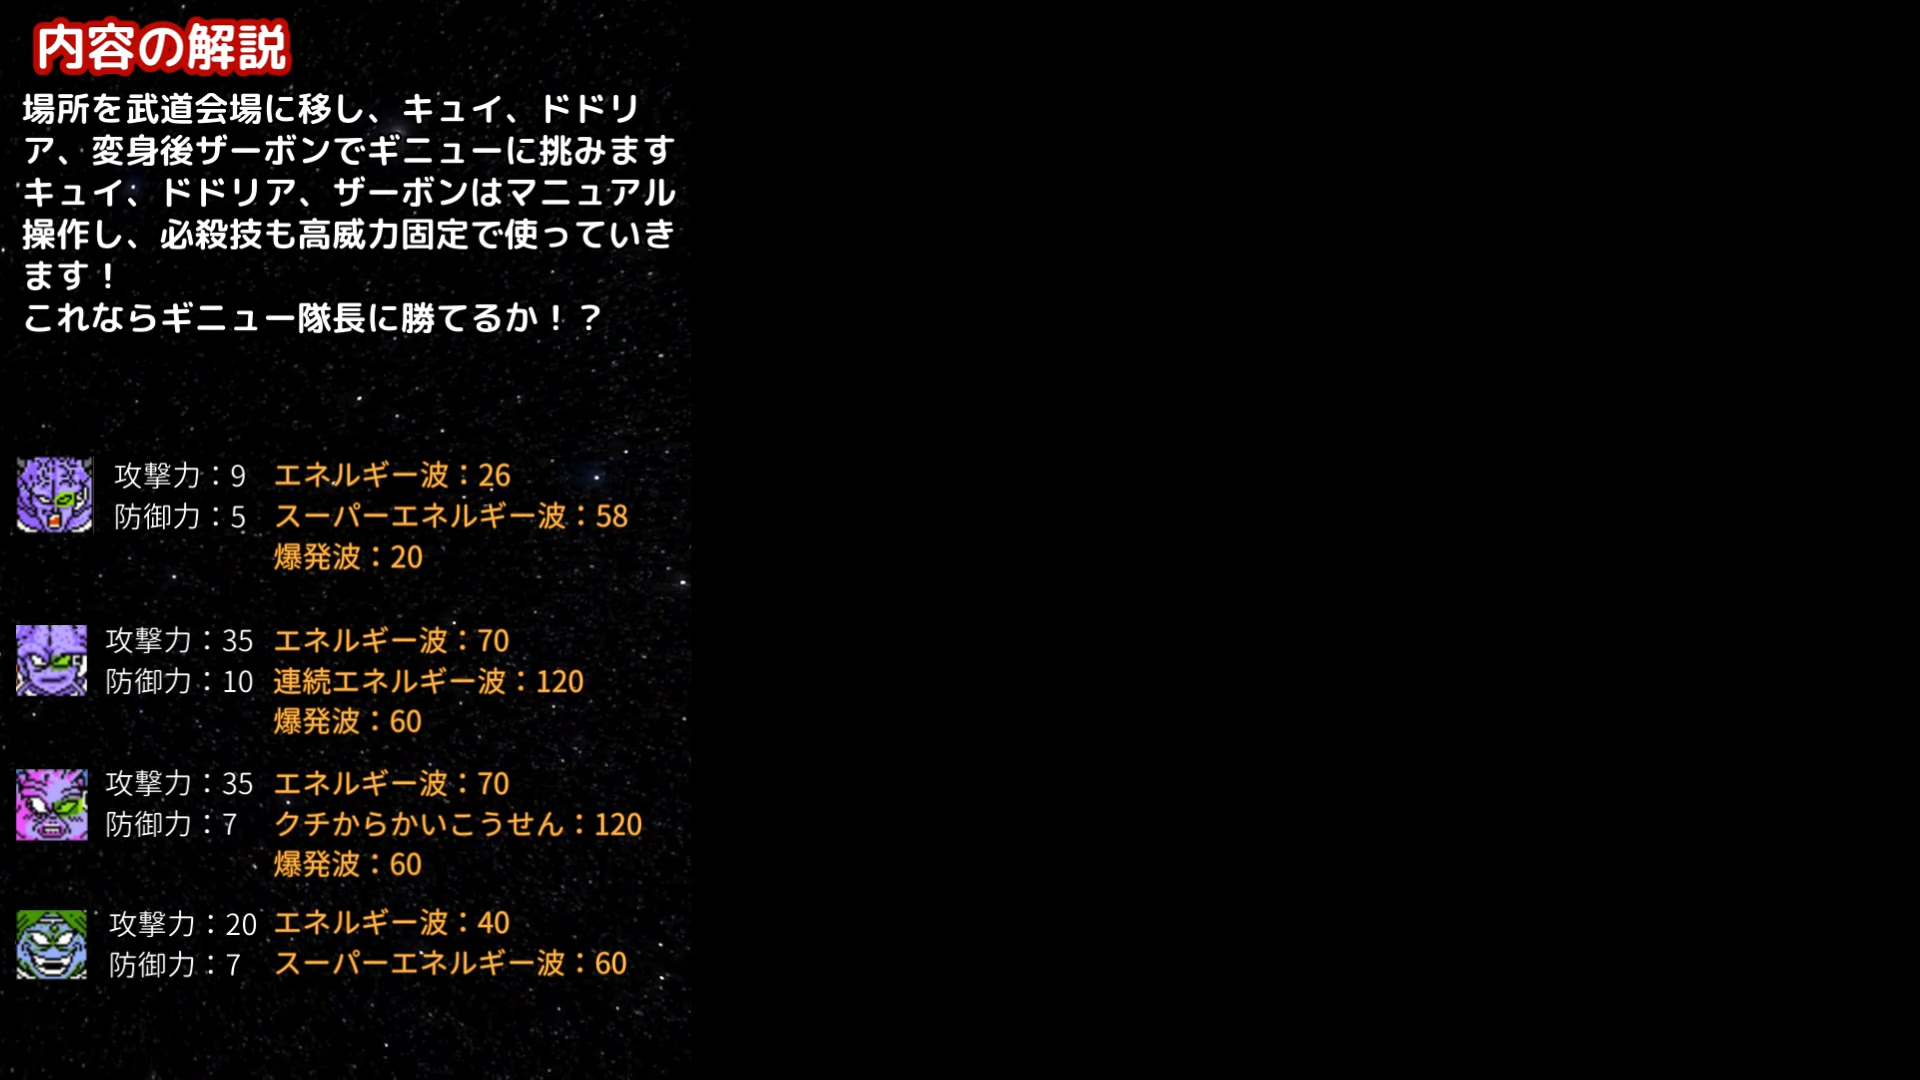 内容の解説
場所を武道会場に移し、キュイ、ドドリ
ア、変身後ザーボンでギニューに挑みます
キュイ、ドドリア、ザーボンはマニュアル
操作し、必殺技も高威力固定で使っていき
ます！
これならギニュー隊長に勝てるか！？
攻撃力：9 エネルギー波：26
防御力：5 スーパーエネルギー波：58
爆発波：20
攻撃力：35 エネルギー波：70
防御力：10 連続エネルギー波：120
爆発波：60
攻撃力：35 エネルギー波：70
防御力：7 クチからかいこうせん：120
爆発波：60
攻撃力：20 エネルギー波：40
防御力：7 スーパーエネルギー波：60